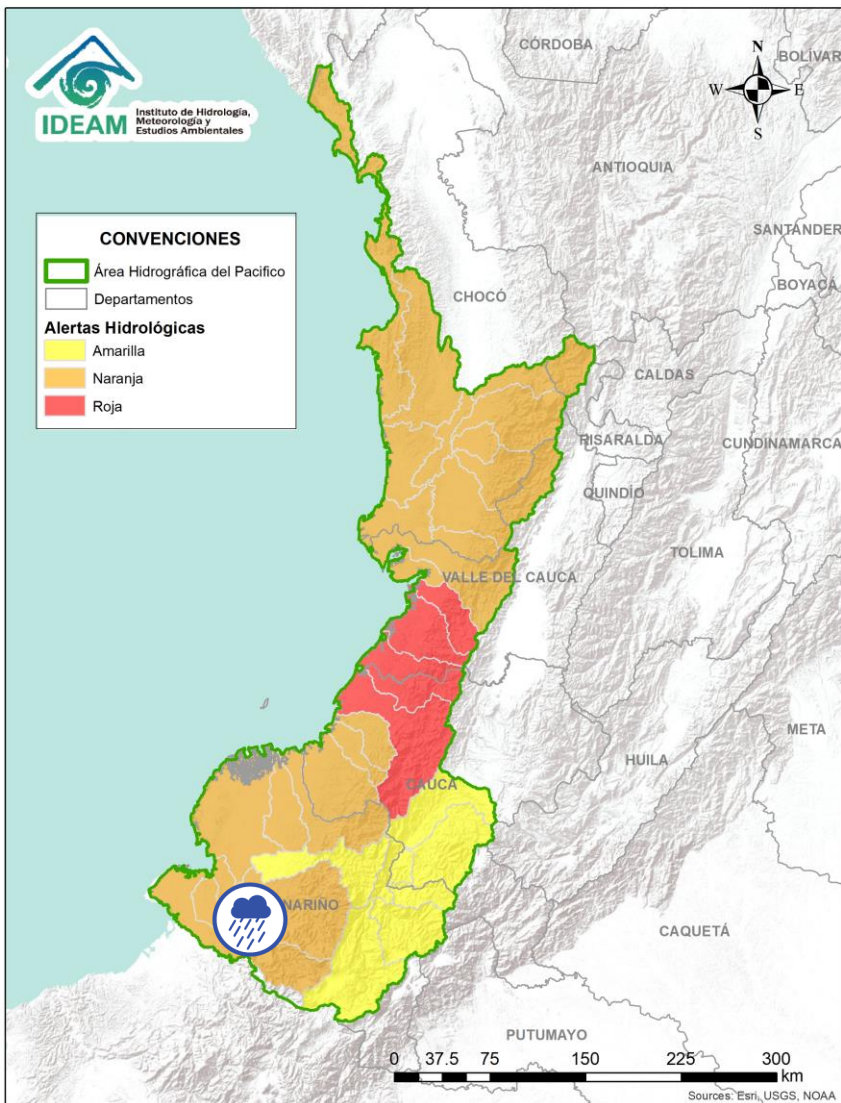 IDEAM
Instituto de Hidrología,
Meteorología y
Estudios Ambientales
CÓRDOBA
BOLÍVAR
N
W E
S
ANTIOQUIA
SANTANDER
CONVENCIONES
Área Hidrográfica del Pacifico
Departamentos
Alertas Hidrológicas
Amarilla
Naranja
Roja
BOYACÁ
CHOCÓ
CALDAS
RISARALDA
CUNDINAMARCA
QUINDÍO
TOLIMA
VALLE DEL CAUCA
META
HUILA
CAUCA
NARIÑO
CAQUETÁ
PUTUMAYO
0 37.5 75 150 225 300
km
Sources: Esri, USGS, NOAA